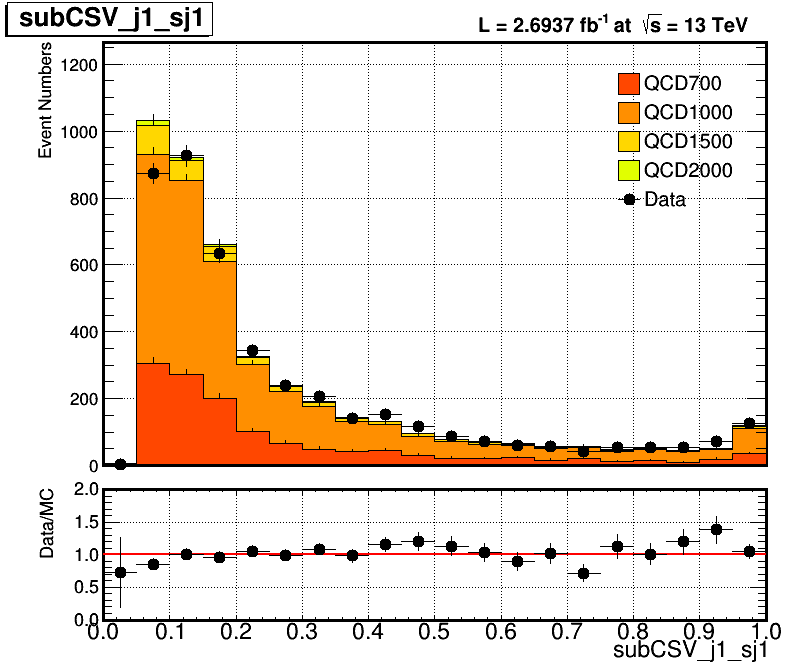 subCSV_j1_sj1
L = 2.6937 fb⁻¹ at √s = 13 TeV
Event Numbers
1200
1000
800
600
400
200
0
QCD700
QCD1000
QCD1500
QCD2000
Data
Data/MC
2.0
1.5
1.0
0.5
0.0
0.0 0.1 0.2 0.3 0.4 0.5 0.6 0.7 0.8 0.9 1.0
subCSV_j1_sj1